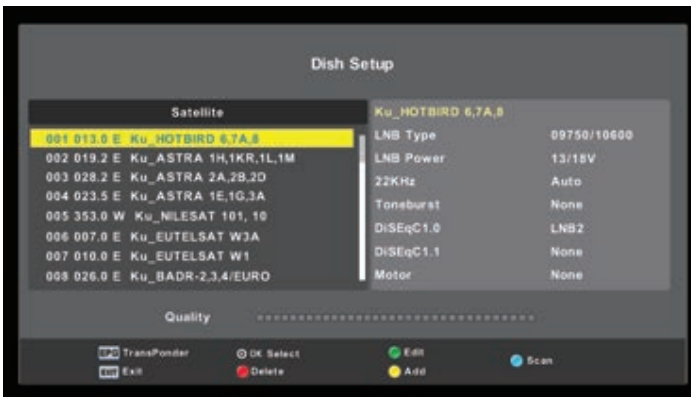 Dish Setup
Satellite
001 013.0 E Ku_HOTBIRD 6,7A,8
002 019.2 E Ku_ASTRA 1H,1KR,1L,1M
003 028.2 E Ku_ASTRA 2A,2B,2D
004 023.5 E Ku_ASTRA 1E,1G,3A
005 353.0 W Ku_NILESAT 101, 10
006 007.0 E Ku_EUTELSAT W3A
007 010.0 E Ku_EUTELSAT W1
008 026.0 E Ku_BADR-2,3,4/EURO
Ku_HOTBIRD 6,7A,8
LNB Type 09750/10600
LNB Power 13/18V
22KHz Auto
Toneburst None
DiSEqC1.0 LNB2
DiSEqC1.1 None
Motor None
Quality
EPG TransPonder OK Select Edit Scan
EXIT Exit Delete Add